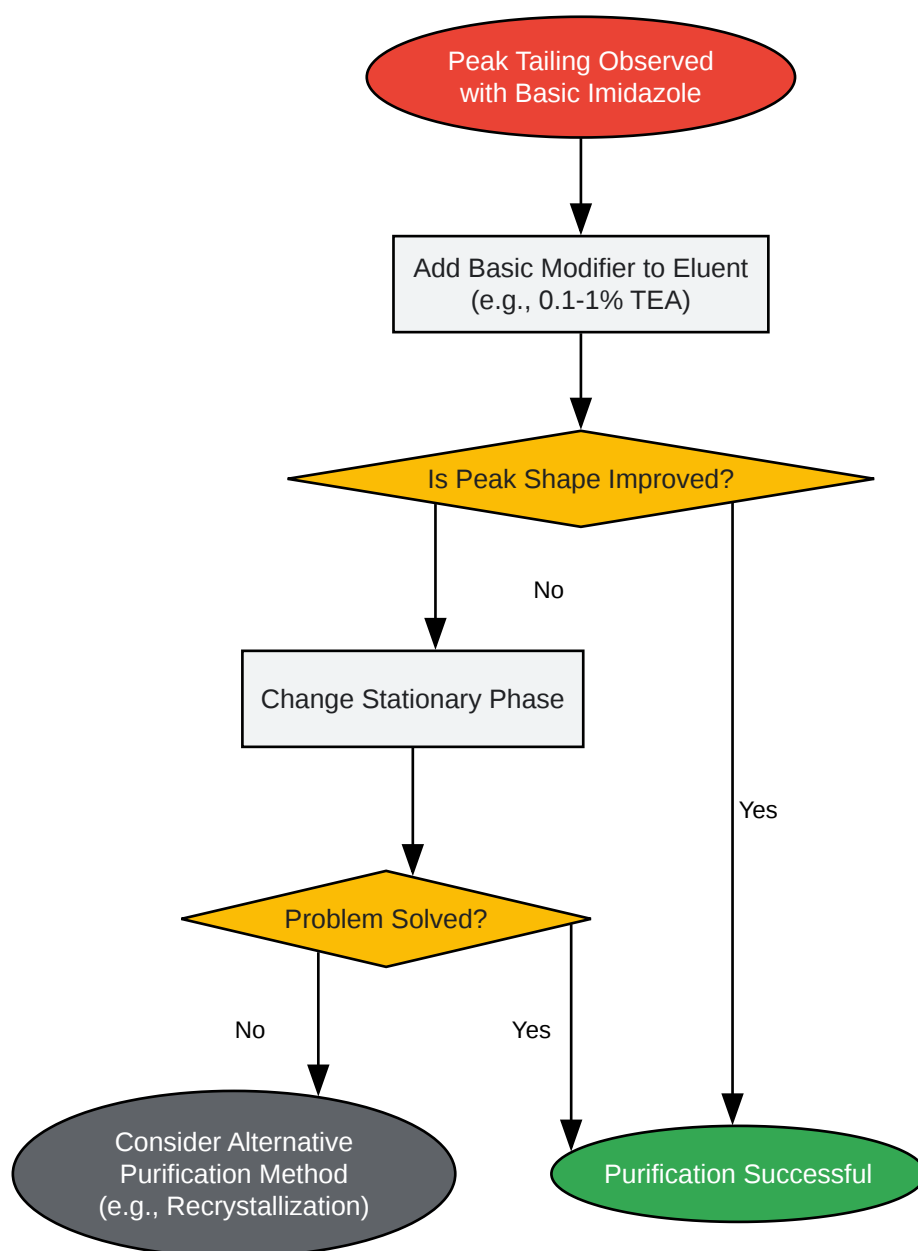 Peak Tailing Observed
with Basic Imidazole
Add Basic Modifier to Eluent
(e.g., 0.1-1% TEA)
Is Peak Shape Improved?
No
Change Stationary Phase
Yes
Problem Solved?
No
Yes
Consider Alternative
Purification Method
(e.g., Recrystallization)
Purification Successful